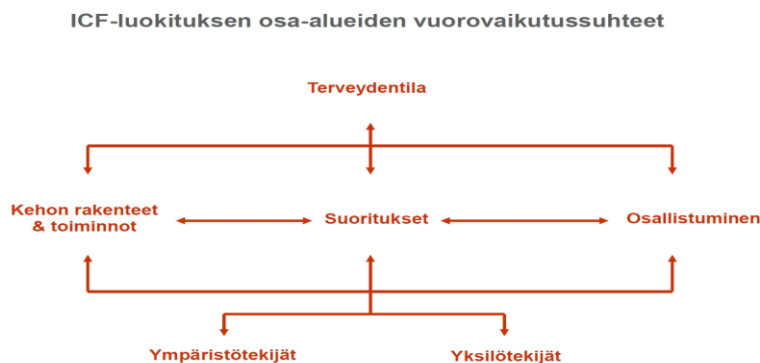 ICF-luokituksen osa-alueiden vuorovaikutussuhteet
Terveydentila
Kehon rakenteet
& toiminnot
Suoritukset
Osallistuminen
Ympäristötekijät
Yksilötekijät